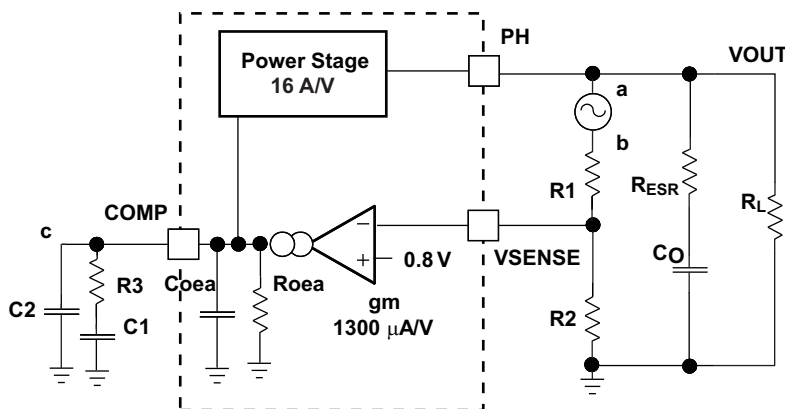 PH
VOUT
Power Stage
16 A/V
a
b
R1
RESR
RL
COMP
c
VSENSE
0.8 V
−
+
Coea
Roea
CO
R3
gm
1300 µA/V
C2
C1
R2